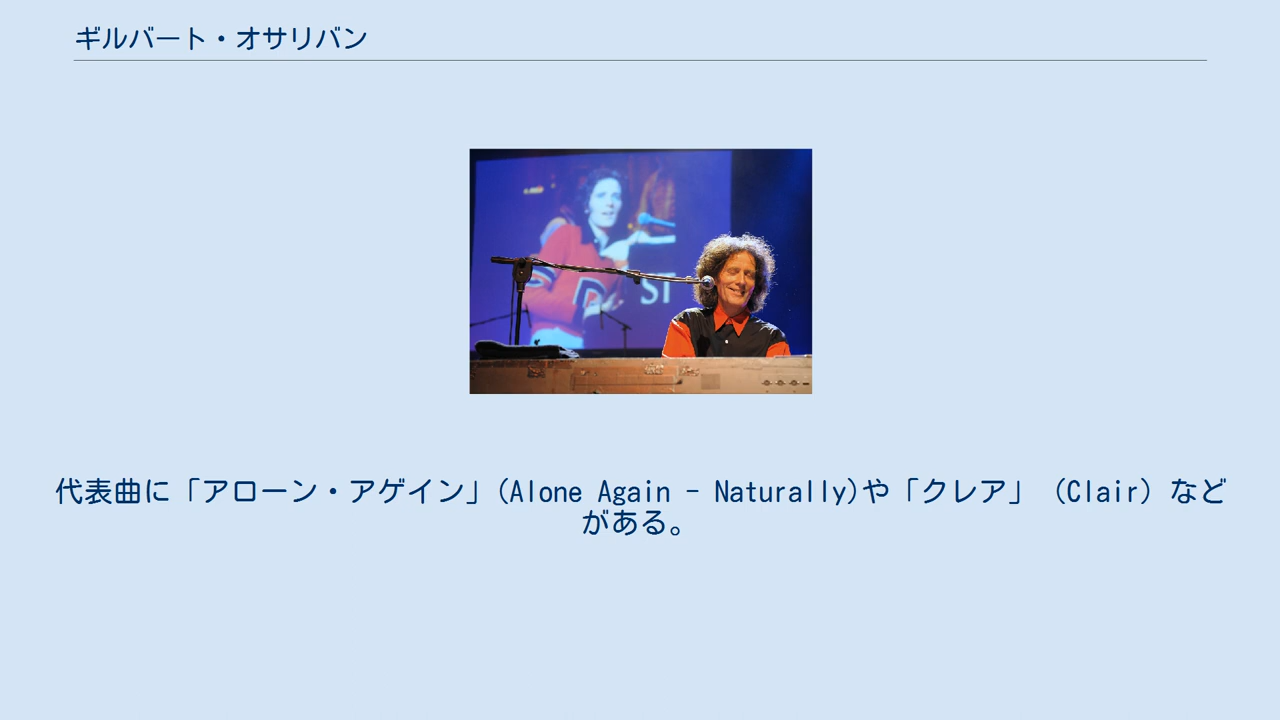 ギルバート・オサリバン
ST
代表曲に「アローン・アゲイン」(Alone Again - Naturally)や「クレア」（Clair）など
がある。